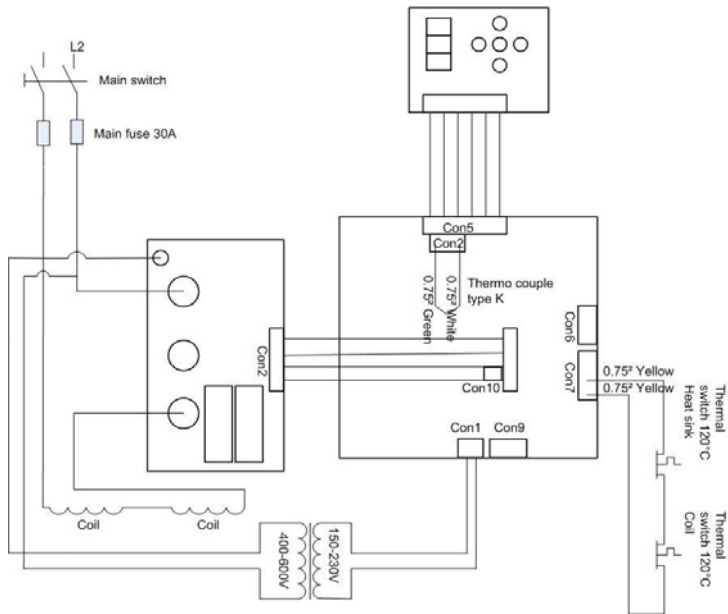 L2
Main switch
Main fuse 30A
Con5
Con2
0.75² Green
0.75² White
Thermo couple
type K
Con2
Con6
Con7
Con10
0.75² Yellow
0.75² Yellow
Thermal
switch 120°C
Heat sink
Con1
Con9
Coil
Coil
400-600V
150-230V
Thermal
switch 120°C
Coil